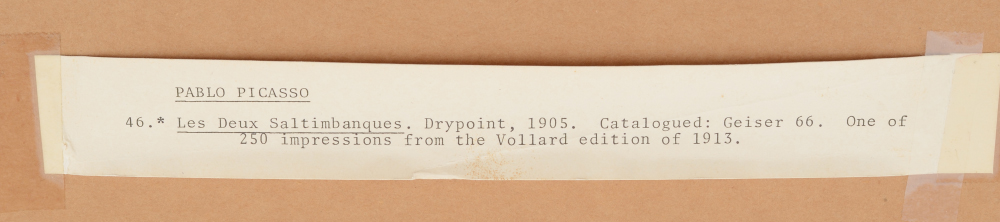 PABLO PICASSO
46.* Les Deux Saltimbanques. Drypoint, 1905. Catalogued: Geiser 66. One of
250 impressions from the Vollard edition of 1913.